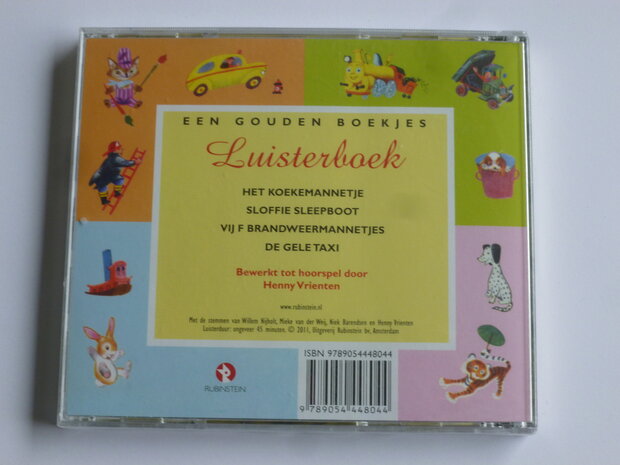 EEN GOUDEN BOEKJES
Luisterboek
HET KOEKEMANNETJE
SLOFFIE SLEEPBOOT
VIJF BRANDWEERMANNETJES
DE GELE TAXI
Bewerkt tot hoorspel door
Henny Vrienten
www.rubinstein.nl
Met de stemmen van Willem Nijholt, Mieke van der Weij, Niek Barendsen en Henny Vrienten
Luisterduur: ongeveer 45 minuten. © 2011, Uitgeverij Rubinstein bv, Amsterdam
ISBN 9789054448044
RUBINSTEIN
9 789054 448044